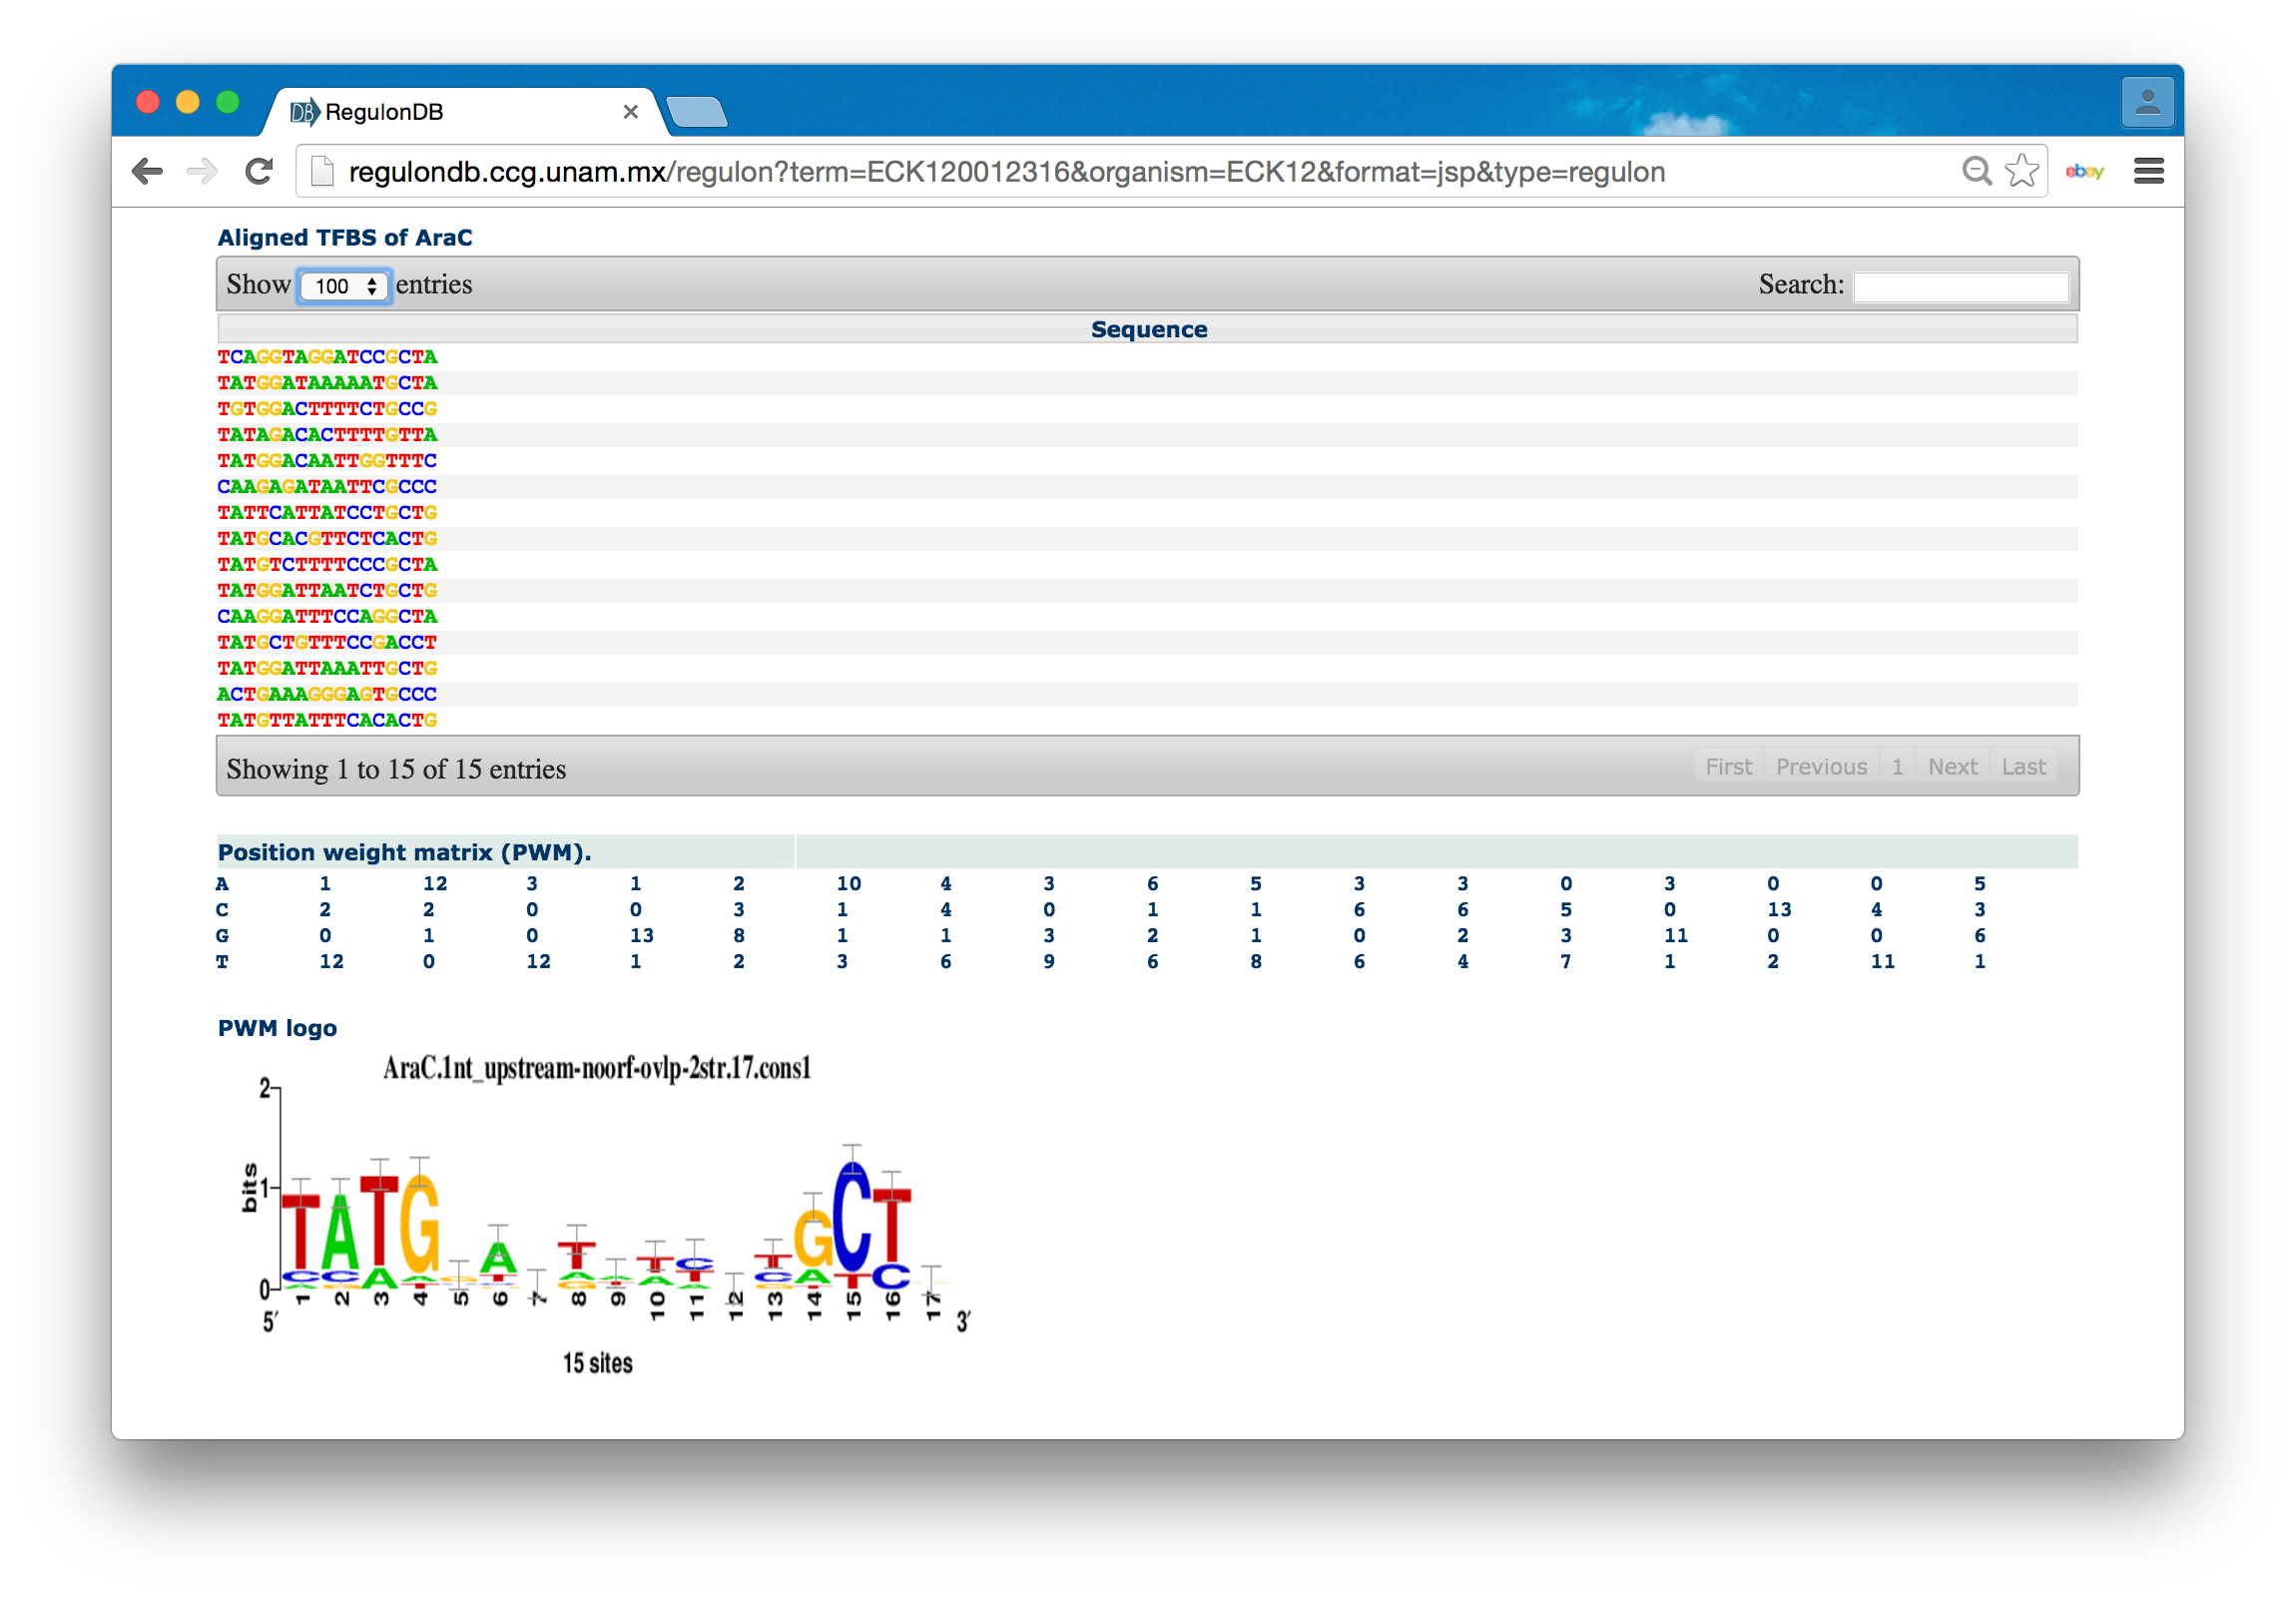 DB RegulonDB
regulondb.ccg.unam.mx/regulon?term=ECK120012316&organism=ECK12&format=jsp&type=regulon ebay
Aligned TFBS of AraC
Show 100 entries Search:
Sequence
TCAGGTAGGATCCGCTA
TATGGATAAAAATGCTA
TGTGGACTTTTCTGCCG
TATAGACACTTTTGTTA
TATGGACAATTGGTTTC
CAAGAGATAATTCGCCC
TATTCATTATCCTGCTG
TATGCACGTTCTCACTG
TATGTCTTTTCCCGCTA
TATGGATTAATCTGCTG
CAAGGATTTCCAGGCTA
TATGCTGTTTCCGACCT
TATGGATTAAATTGCTG
ACTGAAAGGGAGTGCCC
TATGTTATTTCACACTG
Showing 1 to 15 of 15 entries First Previous 1 Next Last
Position weight matrix (PWM).
A 1 12 3 1 2 10 4 3 6 5 3 3 0 3 0 0 5
C 2 2 0 0 3 1 4 0 1 1 6 6 5 0 13 4 3
G 0 1 0 13 8 1 1 3 2 1 0 2 3 11 0 0 6
T 12 0 12 1 2 3 6 9 6 8 6 4 7 1 2 11 1
PWM logo
AraC.1nt_upstream-noorf-ovlp-2str.17.cons1
2
bits
1
0
TATG A T TC TGCT
1 2 3 4 5 6 7 8 9 10 11 12 13 14 15 16 17
5′ 3′
15 sites